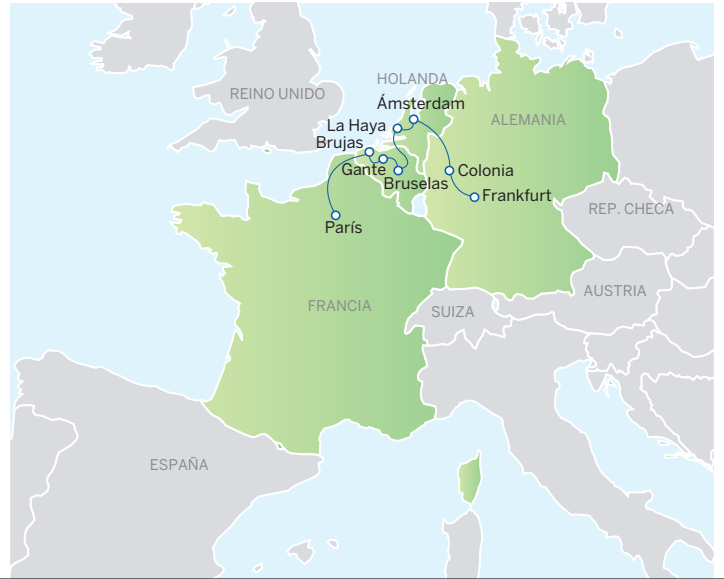 HOLANDA
REINO UNIDO
Ámsterdam
ALEMANIA
La Haya
Brujas
Gante
Colonia
Bruselas
Frankfurt
REP. CHECA
París
AUSTRIA
FRANCIA
SUIZA
ESPAÑA